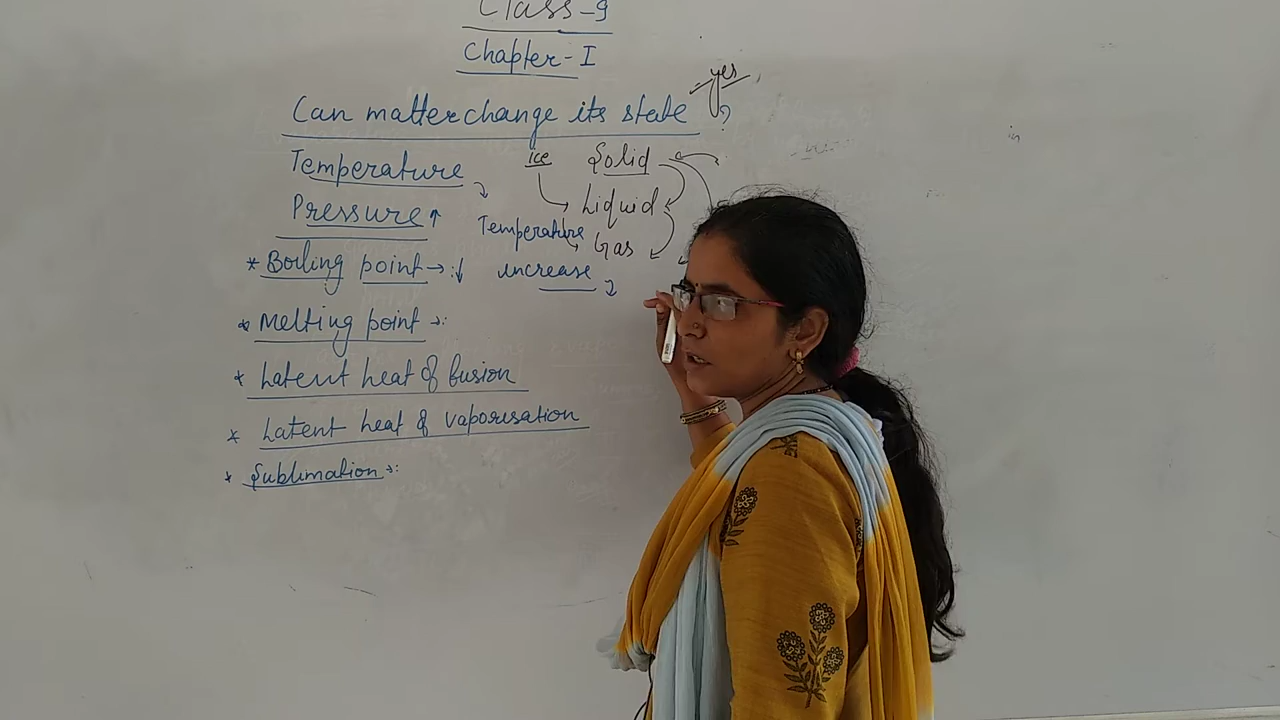 Class-9
Chapter-I
Can matter change its state ?
yes
Temperature
ice Solid
Pressure↑
Liquid
Temperature
Gas
increase
* Boiling point→:
* Melting point→:
* Latent heat of fusion
* Latent heat of vaporisation
* Sublimation→: